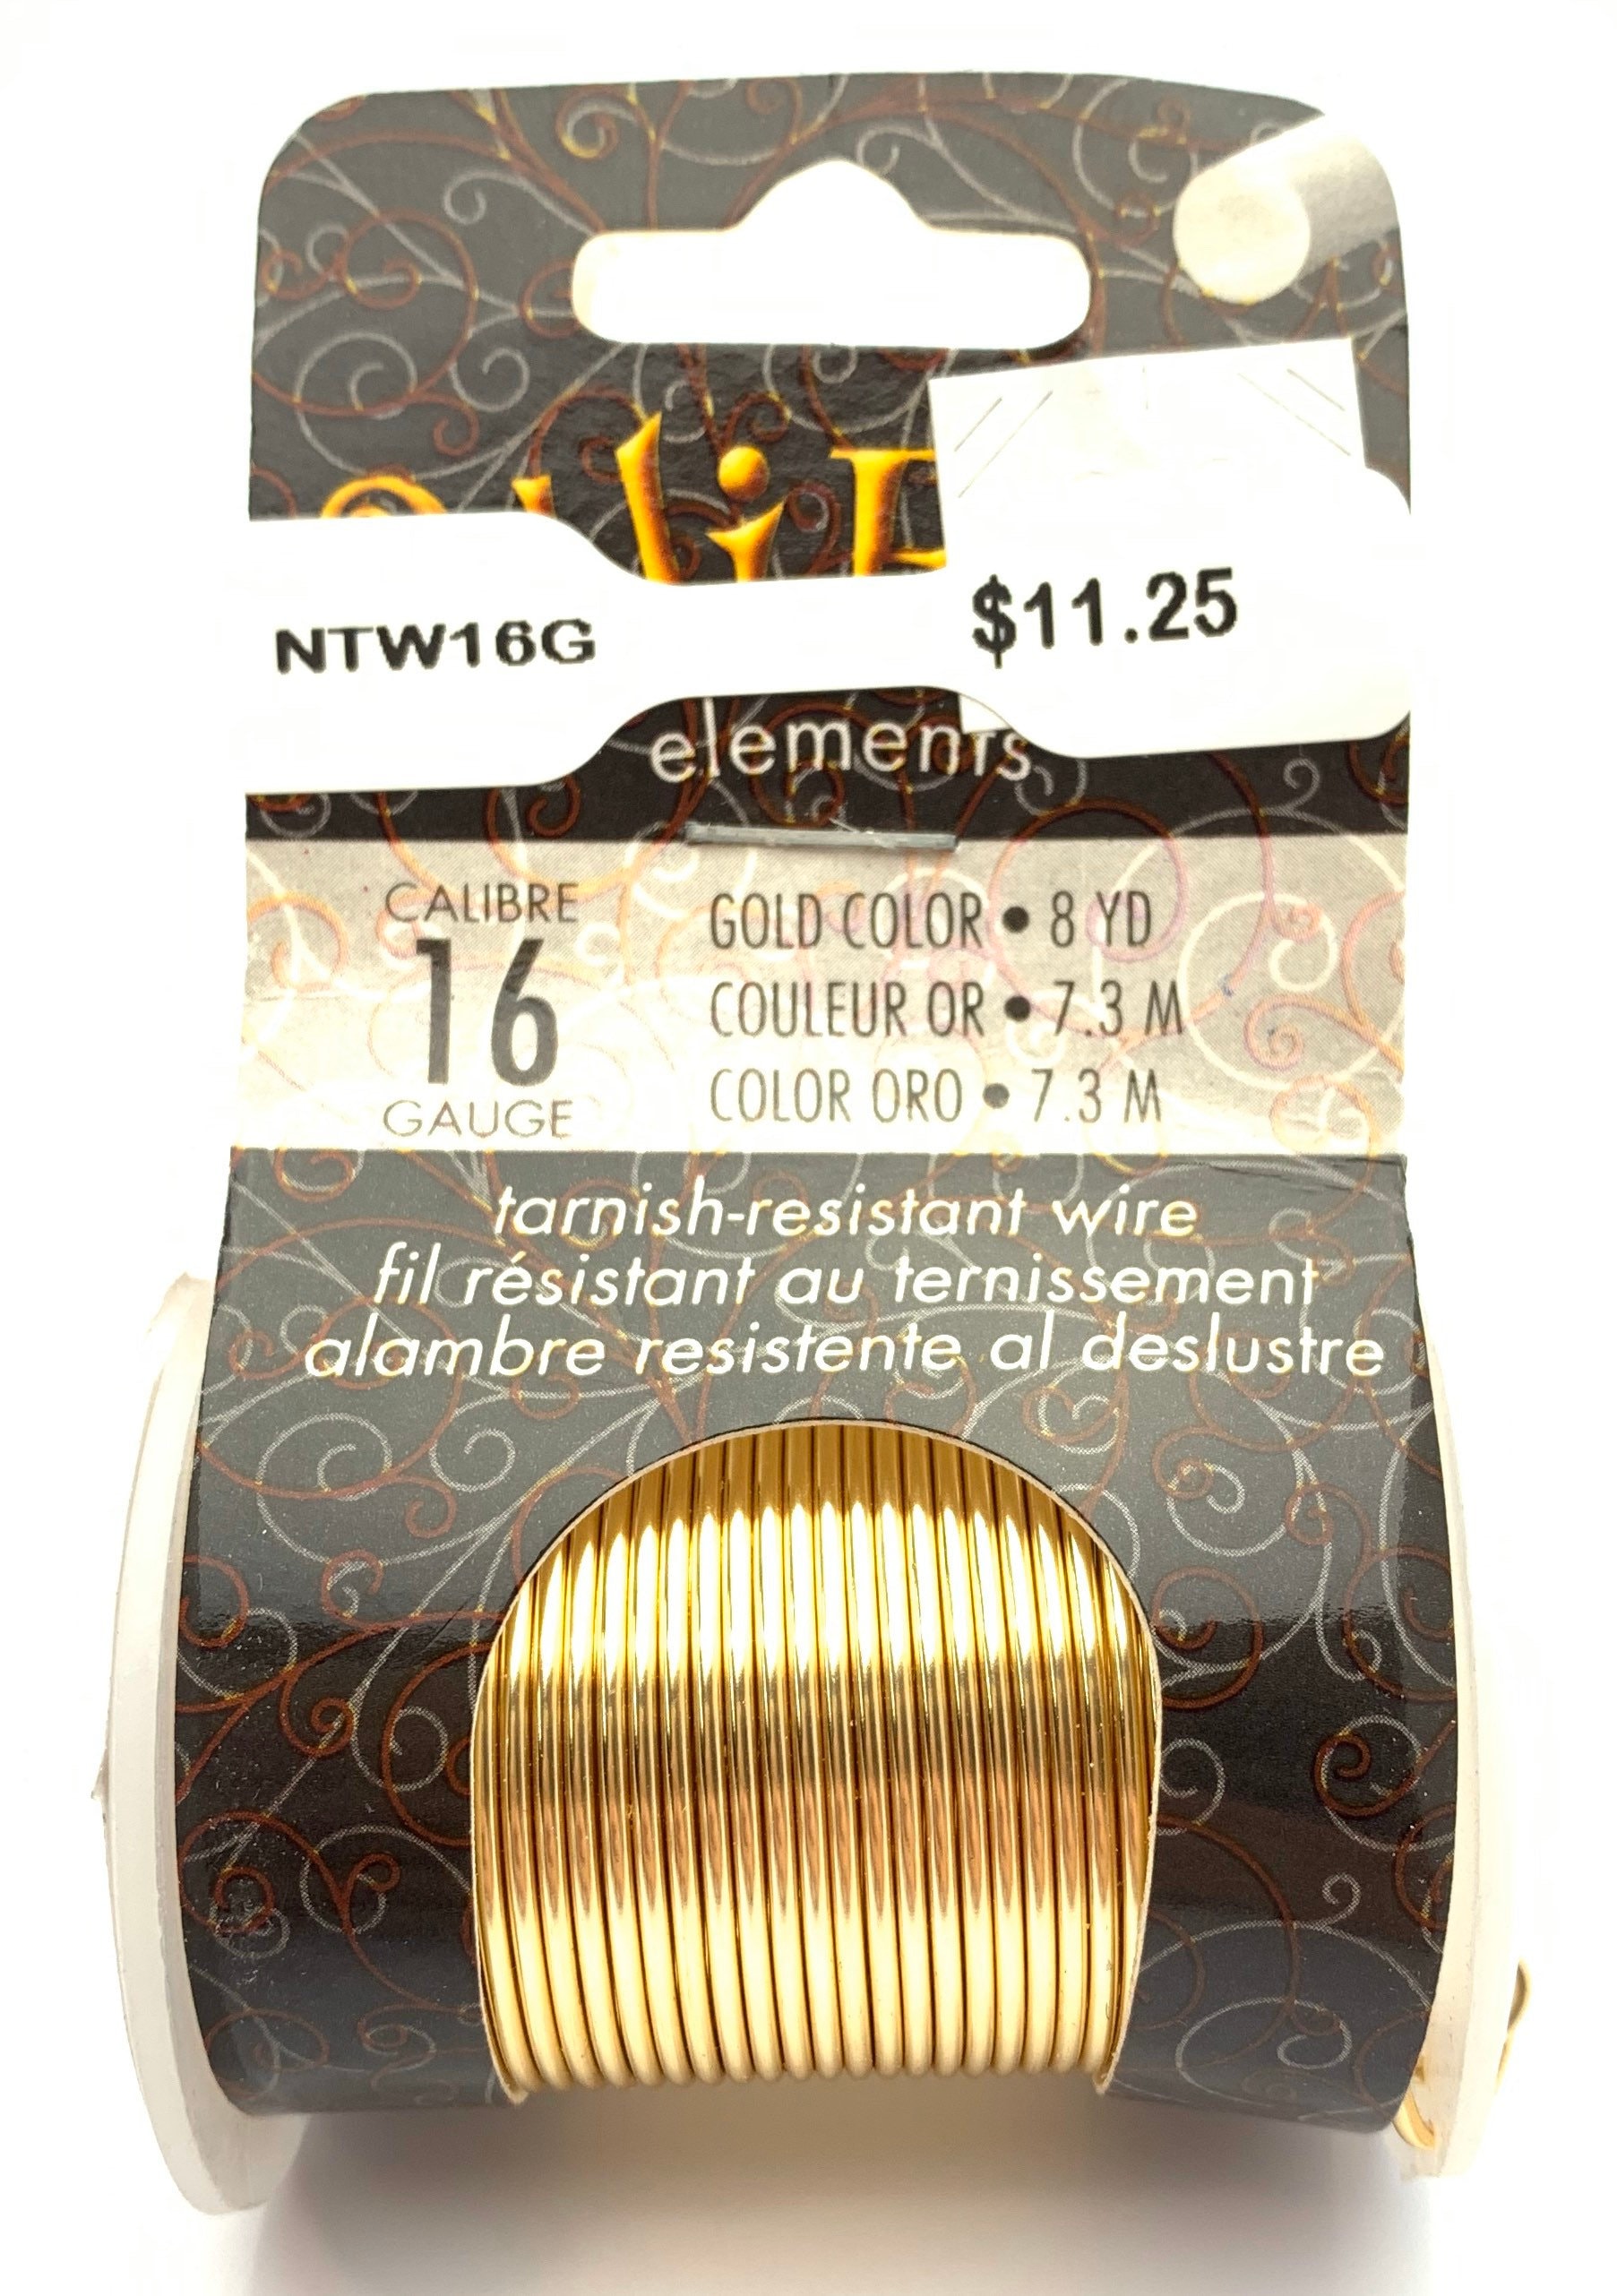 NTW16G
$11.25
elements
CALIBRE
16
GAUGE
GOLD COLOR • 8 YD
COULEUR OR • 7.3 M
COLOR ORO • 7.3 M
tarnish-resistant wire
fil résistant au ternissement
alambre resistente al deslustre